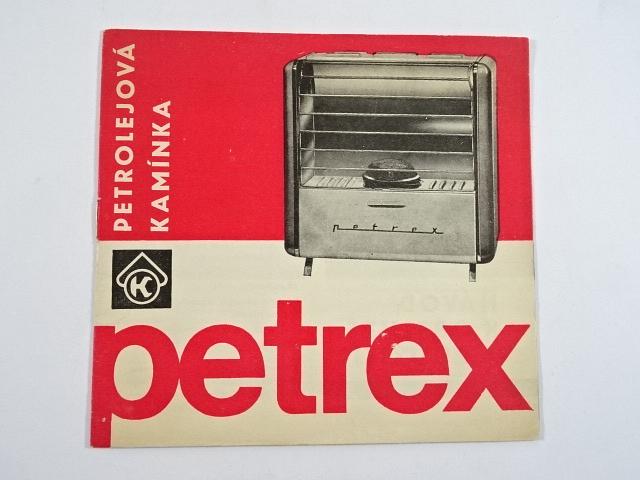 PETROLEJOVÁ
KAMÍNKA
petrex
K
petrex